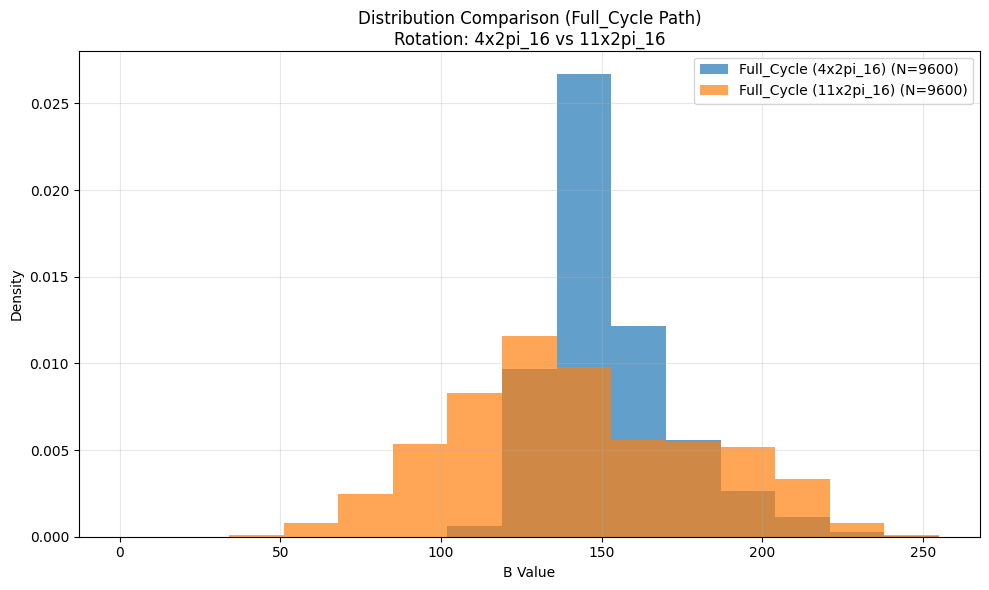 Distribution Comparison (Full_Cycle Path)
Rotation: 4x2pi_16 vs 11x2pi_16
Full_Cycle (4x2pi_16) (N=9600)
Full_Cycle (11x2pi_16) (N=9600)
Density
0.025
0.020
0.015
0.010
0.005
0.000
0 50 100 150 200 250
B Value